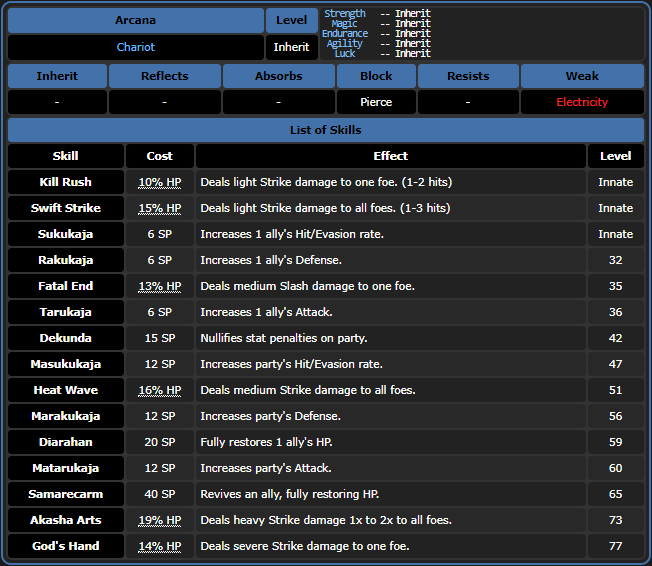 Arcana Level Strength -- Inherit
Magic -- Inherit
Endurance -- Inherit
Agility -- Inherit
Luck -- Inherit
Chariot Inherit
Inherit Reflects Absorbs Block Resists Weak
- - - Pierce - Electricity
List of Skills
Skill Cost Effect Level
Kill Rush 10% HP Deals light Strike damage to one foe. (1-2 hits) Innate
Swift Strike 15% HP Deals light Strike damage to all foes. (1-3 hits) Innate
Sukukaja 6 SP Increases 1 ally's Hit/Evasion rate. Innate
Rakukaja 6 SP Increases 1 ally's Defense. 32
Fatal End 13% HP Deals medium Slash damage to one foe. 35
Tarukaja 6 SP Increases 1 ally's Attack. 36
Dekunda 15 SP Nullifies stat penalties on party. 42
Masukukaja 12 SP Increases party's Hit/Evasion rate. 47
Heat Wave 16% HP Deals medium Strike damage to all foes. 51
Marakukaja 12 SP Increases party's Defense. 56
Diarahan 20 SP Fully restores 1 ally's HP. 59
Matarukaja 12 SP Increases party's Attack. 60
Samarecarm 40 SP Revives an ally, fully restoring HP. 65
Akasha Arts 19% HP Deals heavy Strike damage 1x to 2x to all foes. 73
God's Hand 14% HP Deals severe Strike damage to one foe. 77